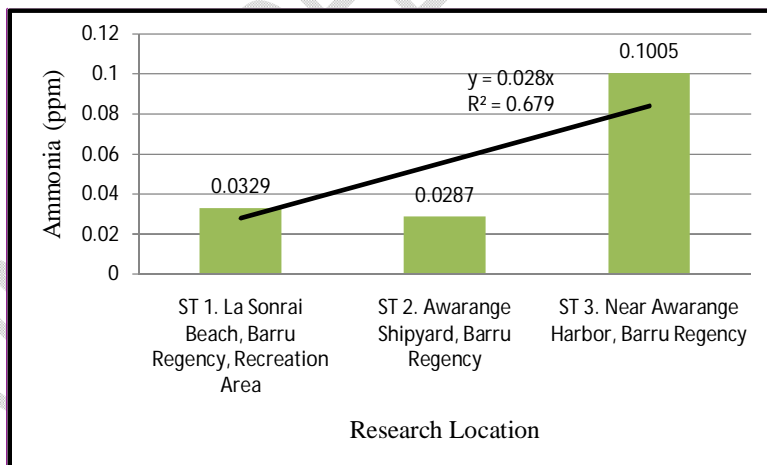 0.12
0.1
0.08
0.06
0.04
0.02
0
Ammonia (ppm)
0.0329
0.0287
0.1005
y = 0.028x
R² = 0.679
ST 1. La Sonrai
Beach, Barru
Regency, Recreation
Area
ST 2. Awarange
Shipyard, Barru
Regency
ST 3. Near Awarange
Harbor, Barru Regency
Research Location